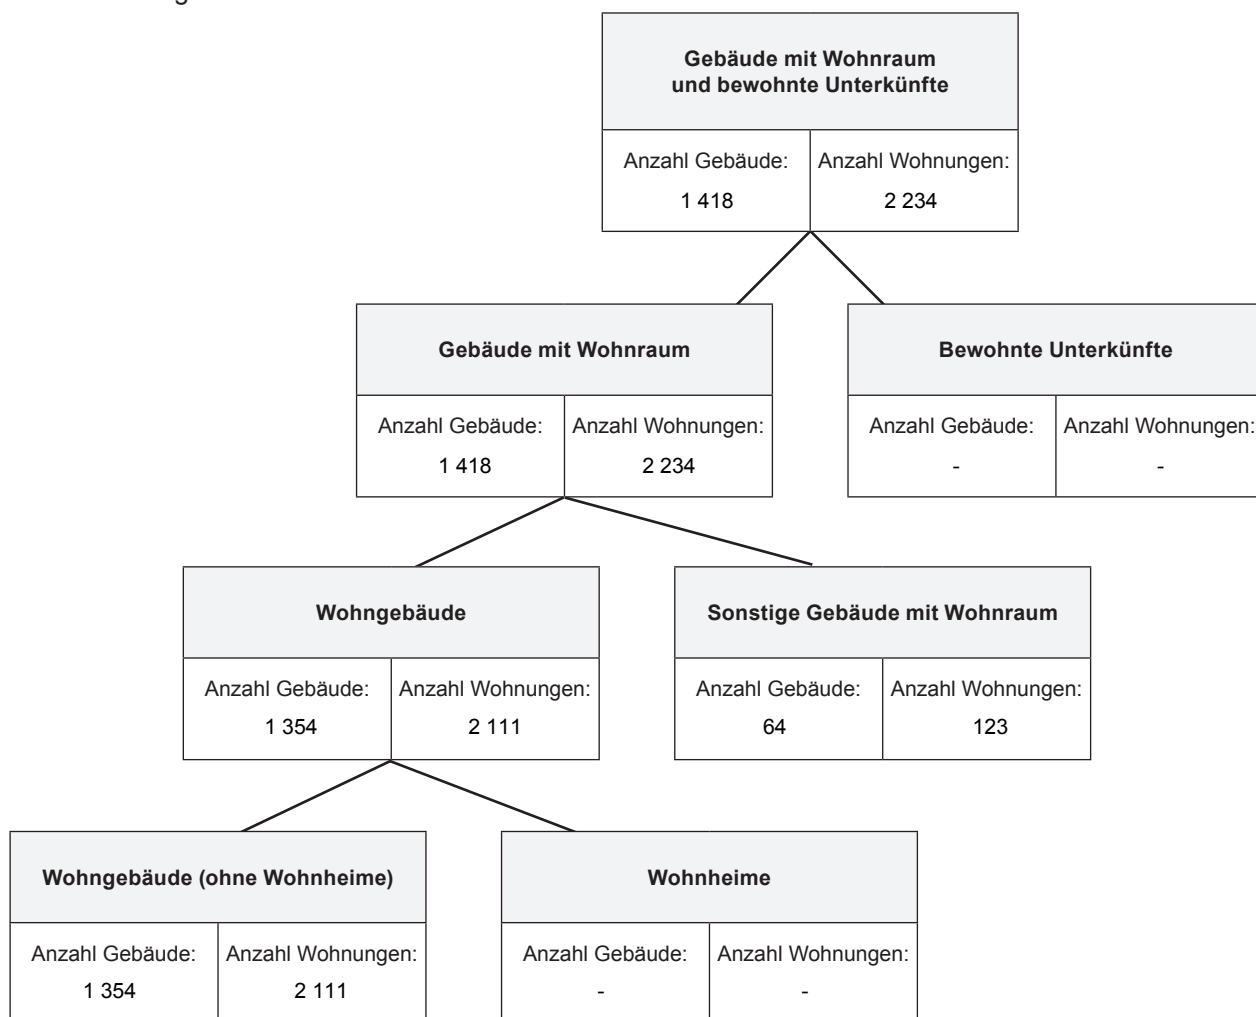 Gebäude mit Wohnraum
und bewohnte Unterkünfte
Anzahl Gebäude: Anzahl Wohnungen:
1 418 2 234
Gebäude mit Wohnraum Bewohnte Unterkünfte
Anzahl Gebäude: Anzahl Wohnungen: Anzahl Gebäude: Anzahl Wohnungen:
1 418 2 234 - -
Wohngebäude Sonstige Gebäude mit Wohnraum
Anzahl Gebäude: Anzahl Wohnungen: Anzahl Gebäude: Anzahl Wohnungen:
1 354 2 111 64 123
Wohngebäude (ohne Wohnheime) Wohnheime
Anzahl Gebäude: Anzahl Wohnungen: Anzahl Gebäude: Anzahl Wohnungen:
1 354 2 111 - -